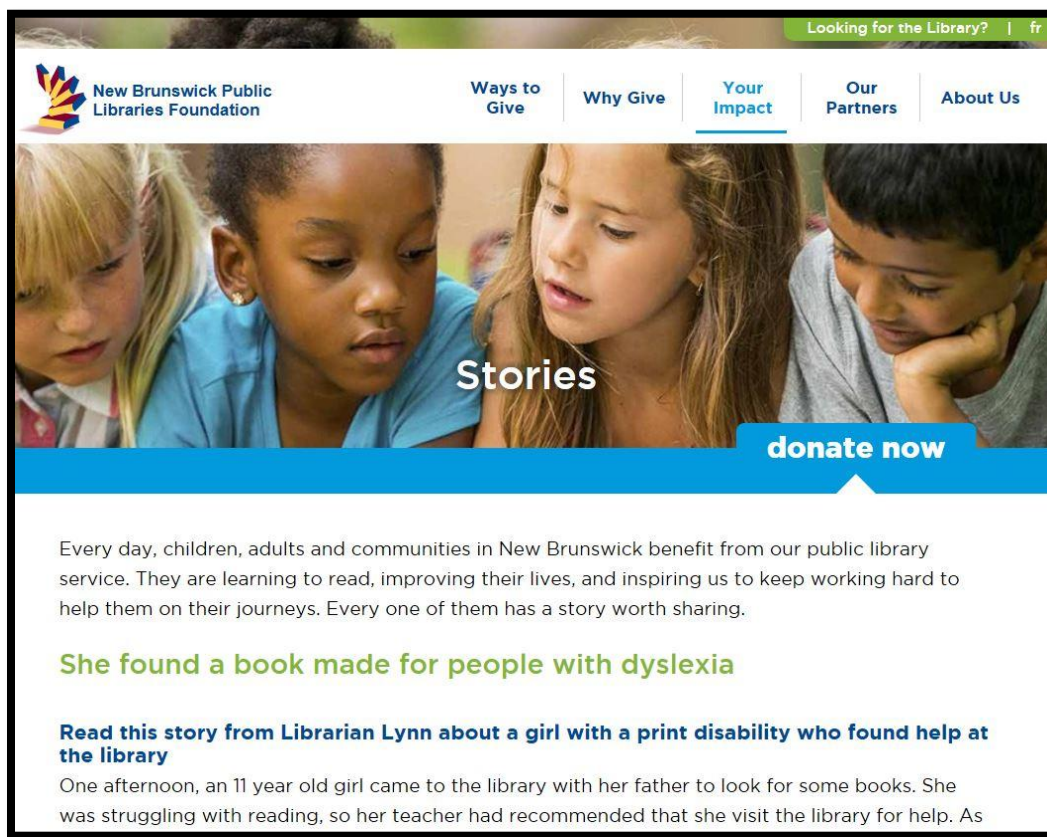 Looking for the Library? | fr
New Brunswick Public
Libraries Foundation
Ways to
Give
Why Give
Your
Impact
Our
Partners
About Us
Stories
donate now
Every day, children, adults and communities in New Brunswick benefit from our public library
service. They are learning to read, improving their lives, and inspiring us to keep working hard to
help them on their journeys. Every one of them has a story worth sharing.
She found a book made for people with dyslexia
Read this story from Librarian Lynn about a girl with a print disability who found help at
the library
One afternoon, an 11 year old girl came to the library with her father to look for some books. She
was struggling with reading, so her teacher had recommended that she visit the library for help. As